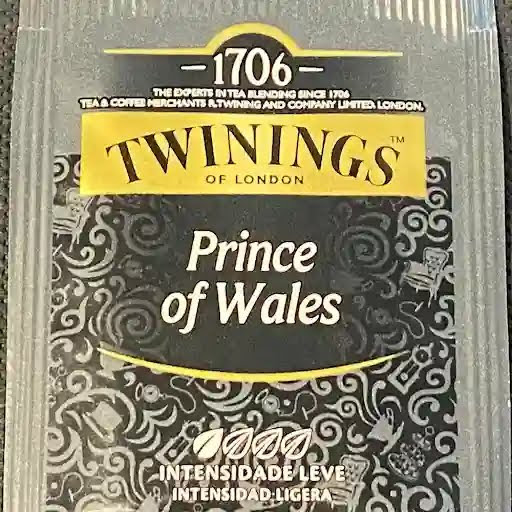 -1706-
THE EXPERTS IN TEA BLENDING SINCE 1706
TEA & COFFEE MERCHANTS R.TWINING AND COMPANY LIMITED. LONDON.
TWININGS™
OF LONDON
Prince
of Wales
INTENSIDADE LEVE
INTENSIDAD LIGERA